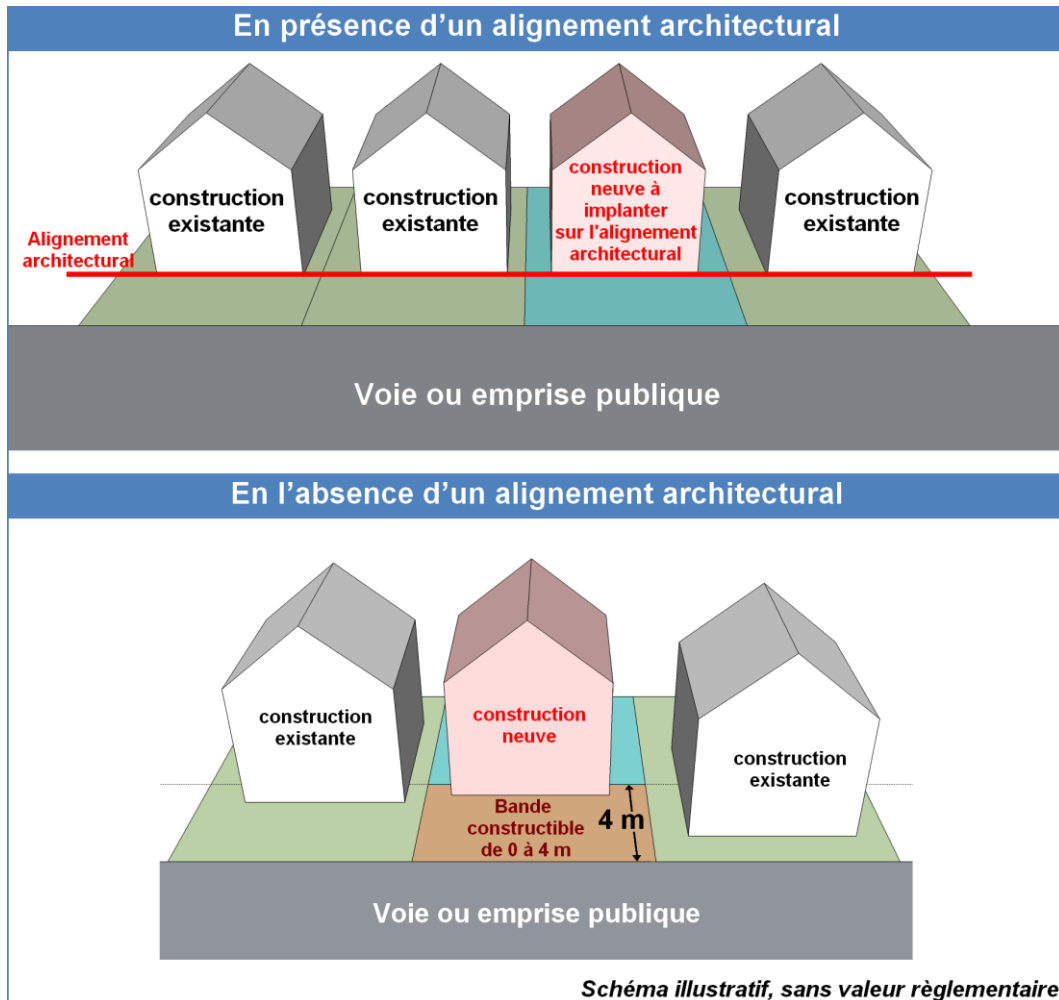 En présence d'un alignement architectural
construction
existante
construction
existante
construction
neuve à
implanter
sur l'alignement
architectural
construction
existante
Alignement
architectural
Voie ou emprise publique
En l'absence d'un alignement architectural
construction
existante
construction
neuve
construction
existante
Bande
constructible
de 0 à 4 m
4 m
Voie ou emprise publique
Schéma illustratif, sans valeur règlementaire